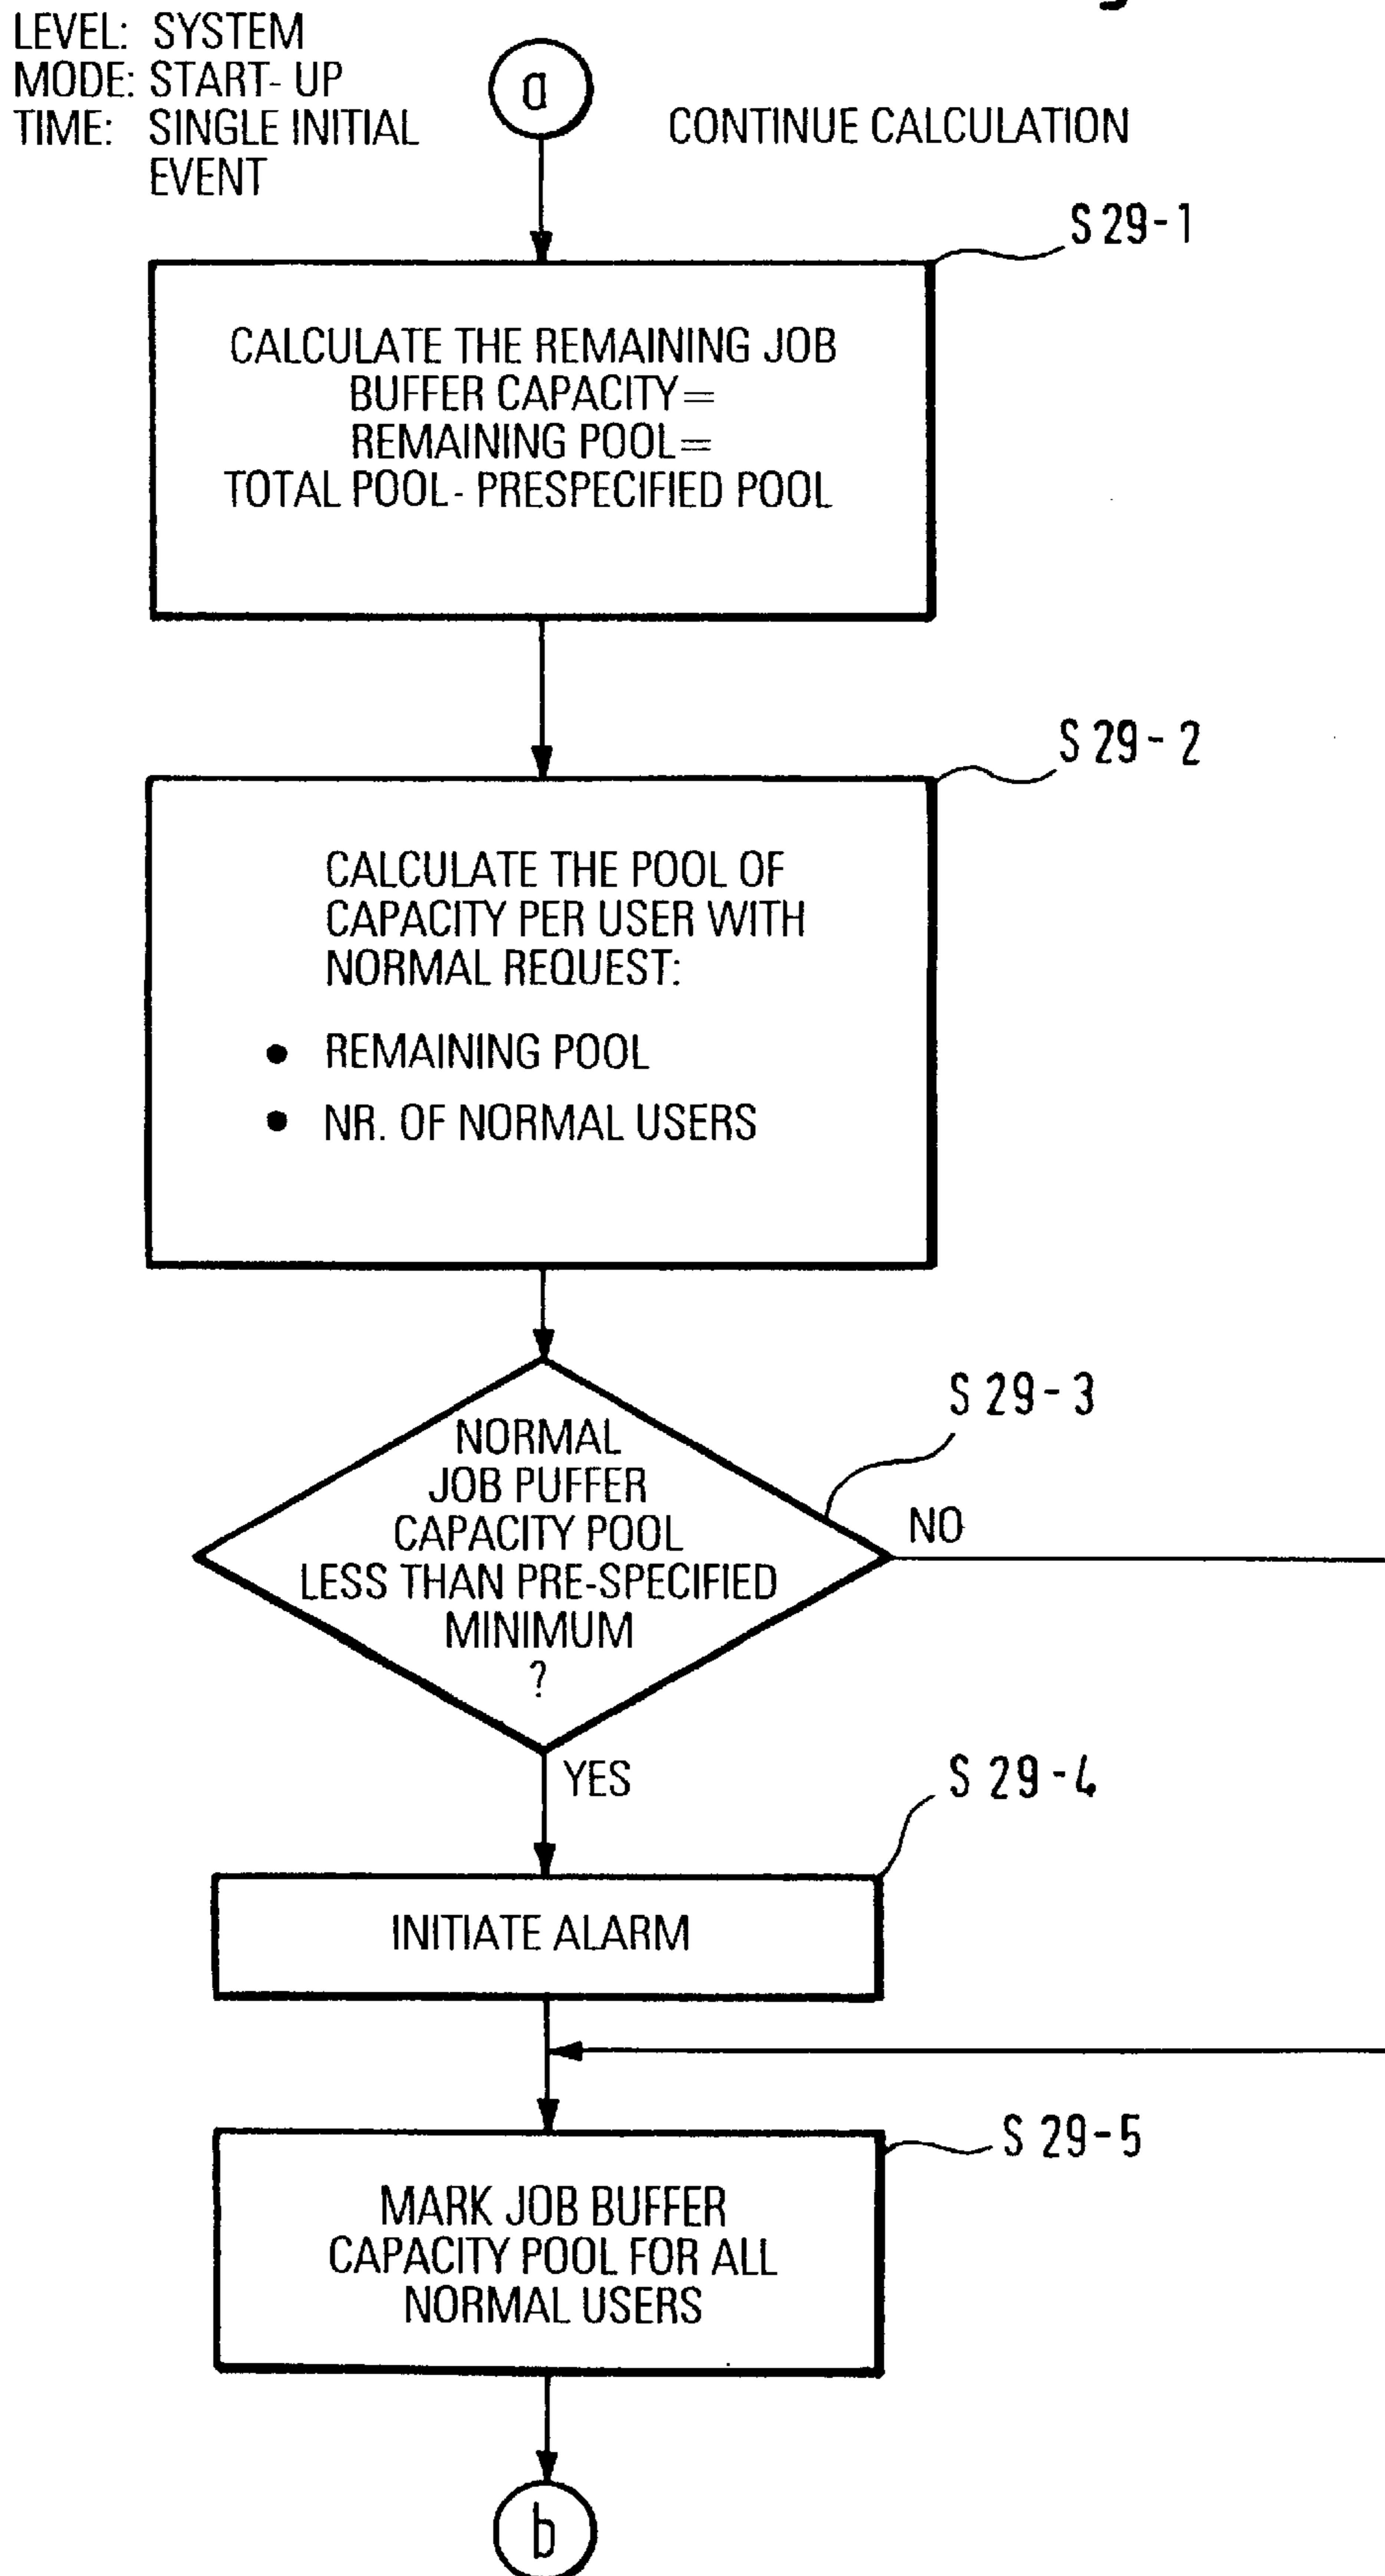 LEVEL: SYSTEM
MODE: START-UP
TIME: SINGLE INITIAL
EVENT
a
CONTINUE CALCULATION
S 29-1
CALCULATE THE REMAINING JOB
BUFFER CAPACITY=
REMAINING POOL=
TOTAL POOL- PRESPECIFIED POOL
S 29-2
CALCULATE THE POOL OF
CAPACITY PER USER WITH
NORMAL REQUEST:
• REMAINING POOL
• NR. OF NORMAL USERS
S 29-3
NORMAL
JOB PUFFER
CAPACITY POOL
LESS THAN PRE-SPECIFIED
MINIMUM
?
NO
YES
S 29-4
INITIATE ALARM
S 29-5
MARK JOB BUFFER
CAPACITY POOL FOR ALL
NORMAL USERS
b